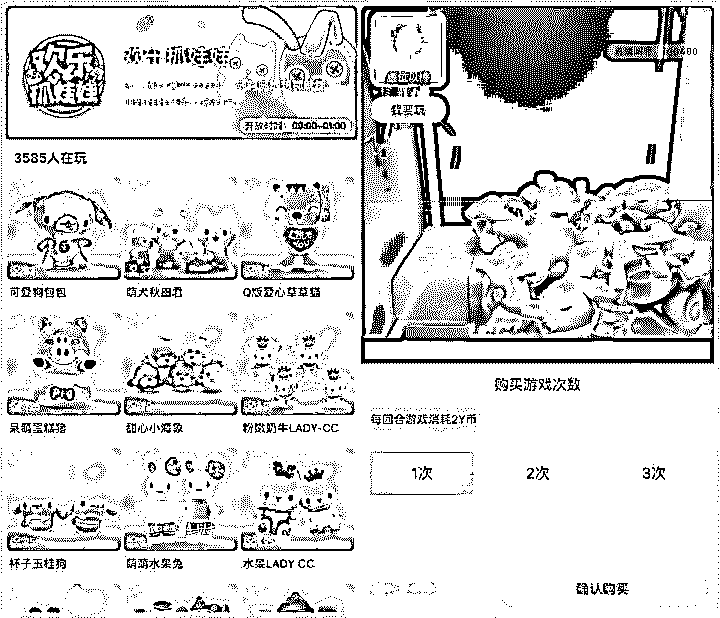 欢乐
抓娃娃
欢乐抓娃娃
开放时间: 09:00-01:00
3585人在玩
可爱狗包包
萌犬秋田君
Q版爱心草草猫
呆萌蛋糕猪
甜心小海象
粉嫩奶牛LADY-CC
杯子玉桂狗
萌萌水果兔
水果LADY CC
我要玩
购买游戏次数
每回合游戏消耗2Y币
1次
2次
3次
确认购买